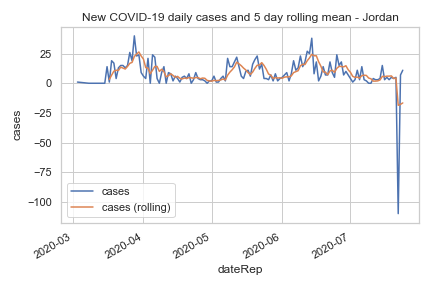 New COVID-19 daily cases and 5 day rolling mean - Jordan
25
0
−25
−50
−75
−100
cases
cases
cases (rolling)
2020-03
2020-04
2020-05
2020-06
2020-07
dateRep